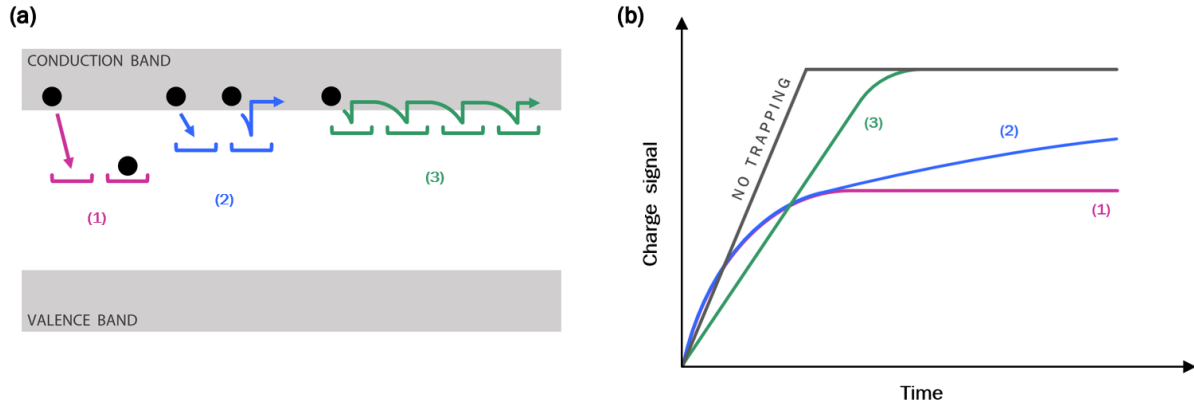 (a)
CONDUCTION BAND
(1)
(2)
(3)
VALENCE BAND
(b)
Charge signal
NO TRAPPING
(3)
(2)
(1)
Time